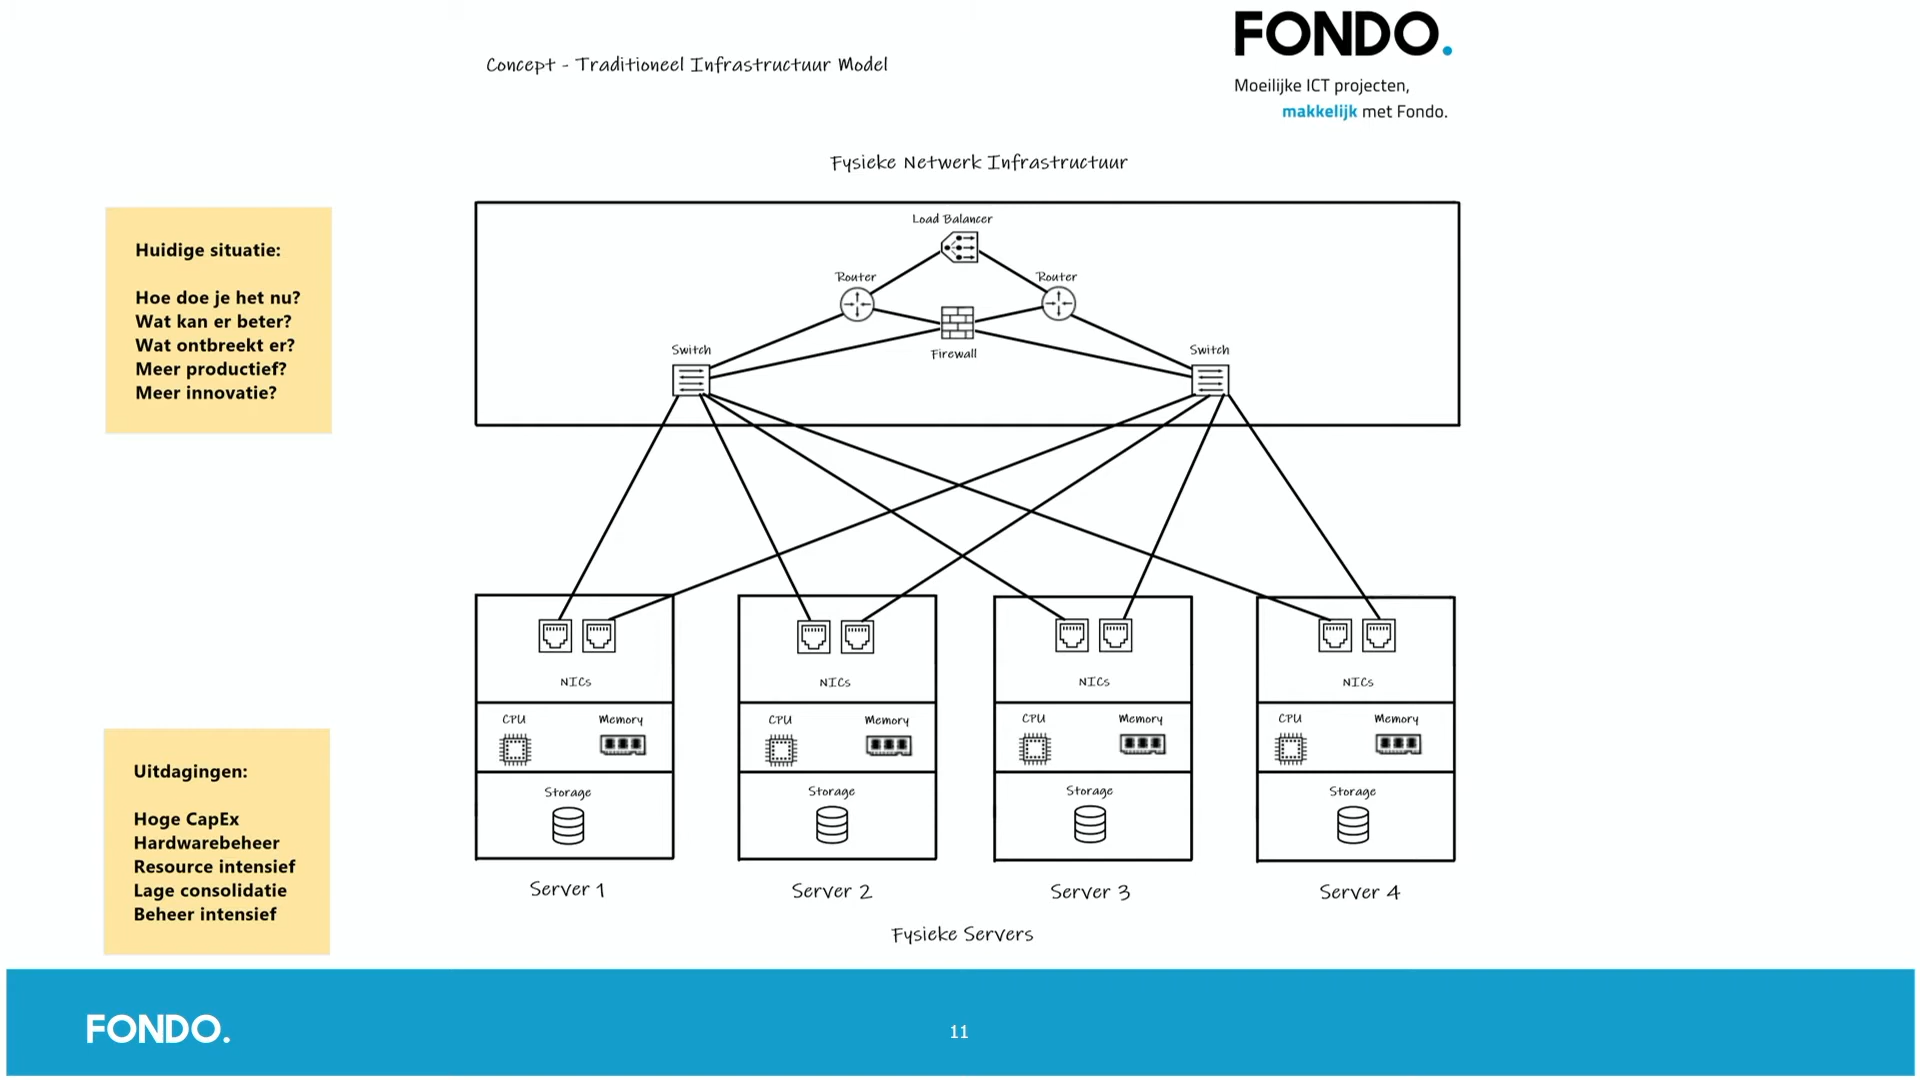 Concept - Traditioneel Infrastructuur Model
FONDO.
Moeilijke ICT projecten,
makkelijk met Fondo.
Fysieke Netwerk Infrastructuur
Huidige situatie:
Hoe doe je het nu?
Wat kan er beter?
Wat ontbreekt er?
Meer productief?
Meer innovatie?
Load Balancer
Router
Router
Firewall
Switch
Switch
NICs
NICs
NICs
NICs
CPU
Memory
CPU
Memory
CPU
Memory
CPU
Memory
Storage
Storage
Storage
Storage
Server 1
Server 2
Server 3
Server 4
Fysieke Servers
Uitdagingen:
Hoge CapEx
Hardwarebeheer
Resource intensief
Lage consolidatie
Beheer intensief
FONDO.
11